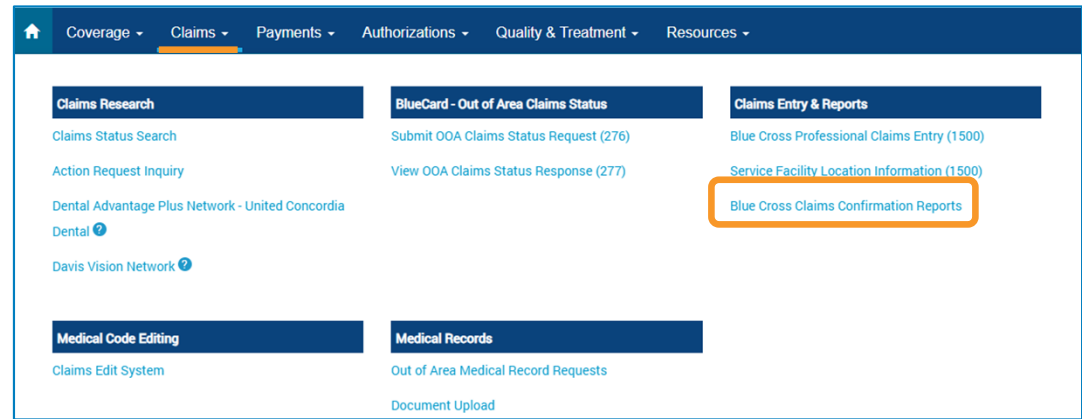 Coverage Claims Payments Authorizations Quality & Treatment Resources
Claims Research
Claims Status Search
Action Request Inquiry
Dental Advantage Plus Network - United Concordia
Dental ?
Davis Vision Network ?
BlueCard - Out of Area Claims Status
Submit OOA Claims Status Request (276)
View OOA Claims Status Response (277)
Claims Entry & Reports
Blue Cross Professional Claims Entry (1500)
Service Facility Location Information (1500)
Blue Cross Claims Confirmation Reports
Medical Code Editing
Claims Edit System
Medical Records
Out of Area Medical Record Requests
Document Upload